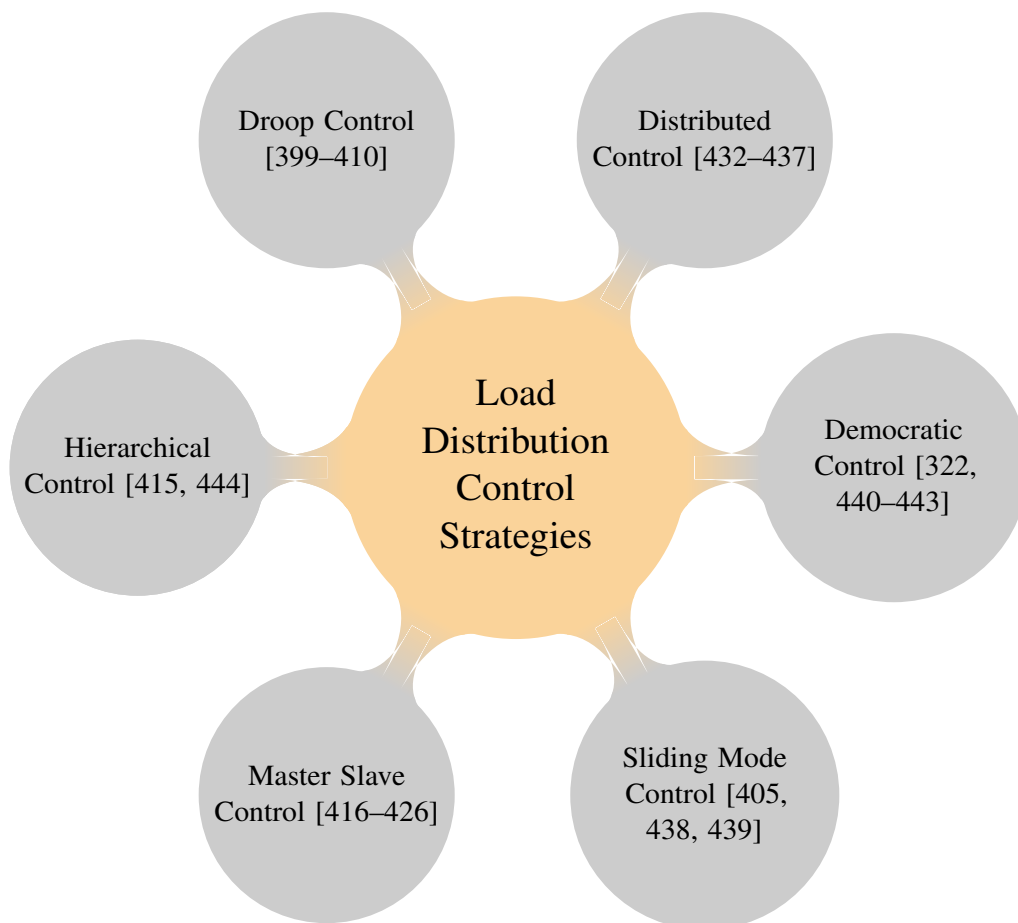 Droop Control
[399–410]
Distributed
Control [432–437]
Hierarchical
Control [415, 444]
Load
Distribution
Control
Strategies
Democratic
Control [322,
440–443]
Master Slave
Control [416–426]
Sliding Mode
Control [405,
438, 439]